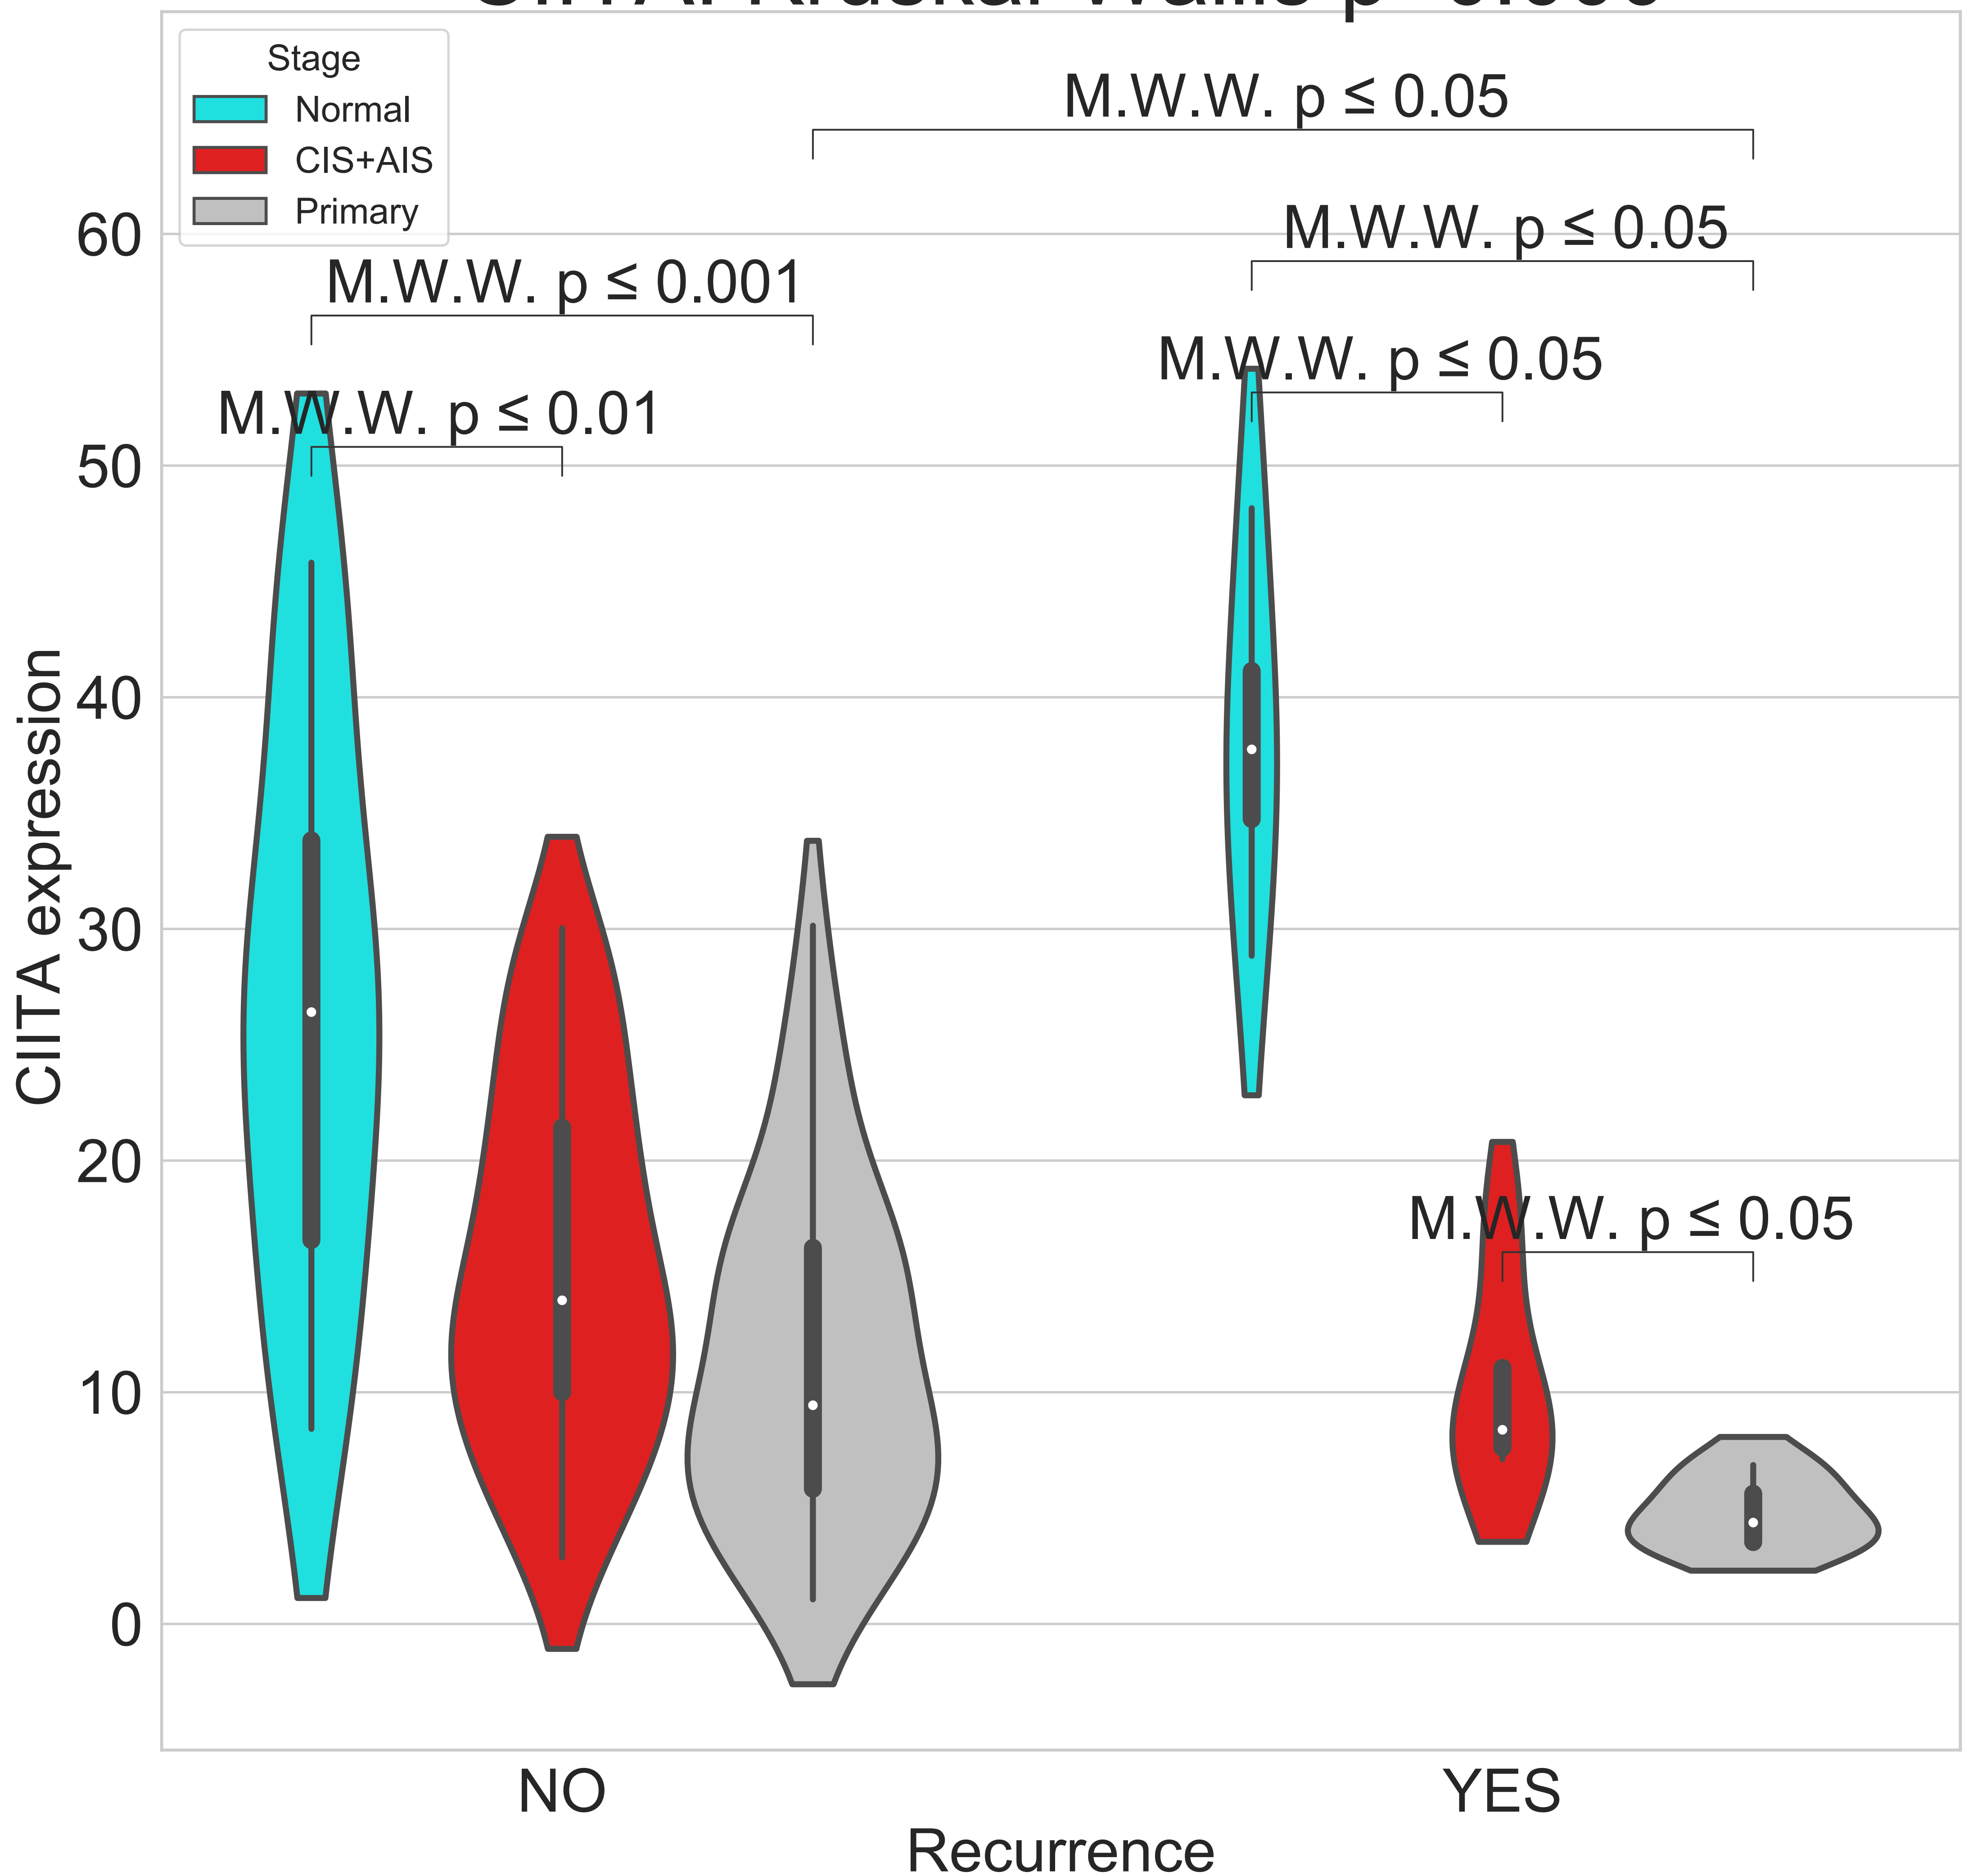 Stage
Normal
CIS+AIS
Primary
M.W.W. p ≤ 0.05
M.W.W. p ≤ 0.05
M.W.W. p ≤ 0.001
M.W.W. p ≤ 0.05
M.W.W. p ≤ 0.01
M.W.W. p ≤ 0.05
60
50
40
30
20
10
0
CIITA expression
NO
YES
Recurrence